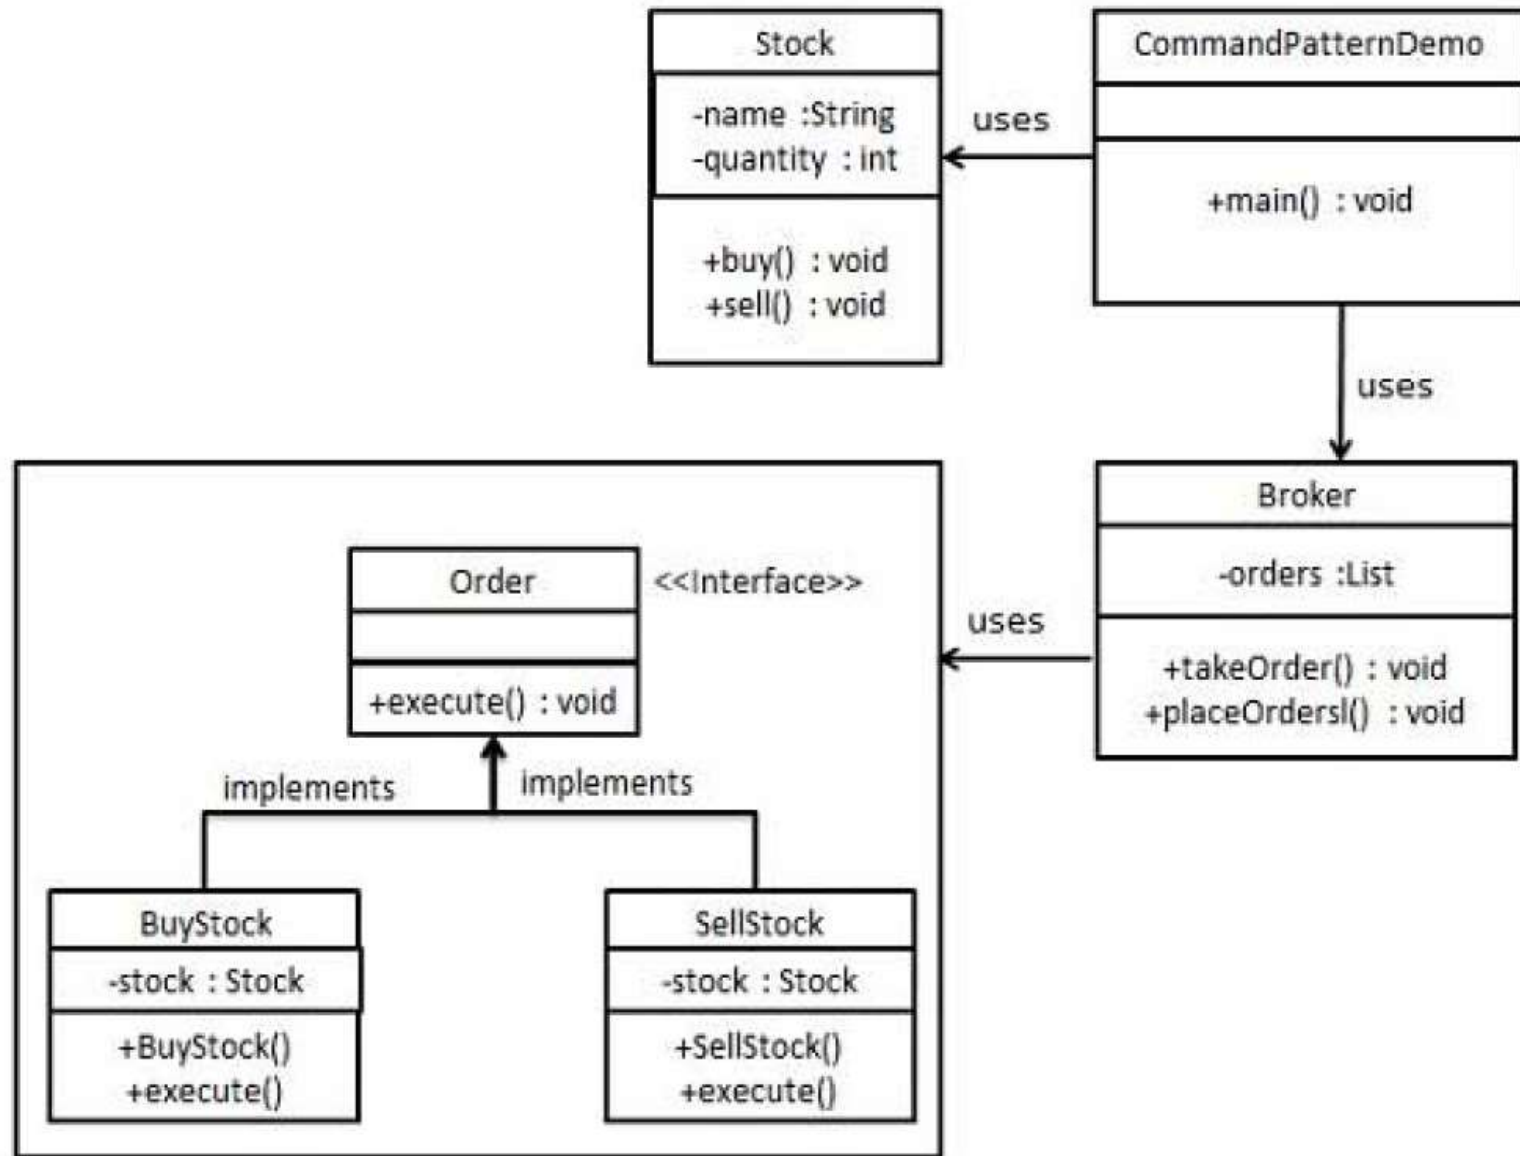 Stock
-name :String
-quantity : int
+buy() : void
+sell() : void
uses
CommandPatternDemo
+main() : void
uses
Broker
-orders :List
+takeOrder() : void
+placeOrdersl() : void
uses
Order
<<Interface>>
+execute() : void
implements
implements
BuyStock
-stock : Stock
+BuyStock()
+execute()
SellStock
-stock : Stock
+SellStock()
+execute()